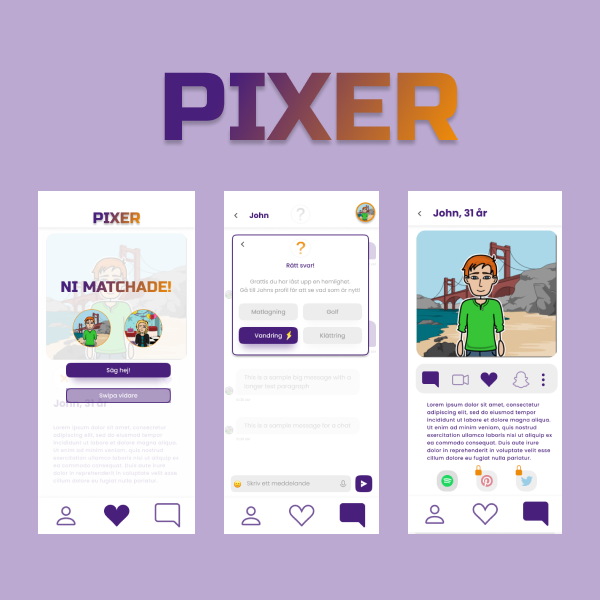 PIXER
PIXER
NI MATCHADE!
Säg hej!
Swipa vidare
John, 31 år
Lorem ipsum dolor sit amet, consectetur
adipiscing elit, sed do eiusmod tempor
incididunt ut labore et dolore magna aliqua.
Ut enim ad minim veniam, quis nostrud
exercitation ullamco laboris nisi ut aliquip ex
ea commodo consequat. Duis aute irure
dolor in reprehenderit in voluptate velit esse
cillum dolore eu fugiat nulla pariatur.
John
?
?
Rätt svar!
Grattis du har låst upp en hemlighet.
Gå till Johns profil för att se vad som är nytt!
Matlagning
Golf
Vandring
Klättring
This is a sample big message with a
longer text paragraph
This is a sample message for a chat
Skriv ett meddelande
John, 31 år
Lorem ipsum dolor sit amet, consectetur
adipiscing elit, sed do eiusmod tempor
incididunt ut labore et dolore magna aliqua.
Ut enim ad minim veniam, quis nostrud
exercitation ullamco laboris nisi ut aliquip ex
ea commodo consequat. Duis aute irure
dolor in reprehenderit in voluptate velit esse
cillum dolore eu fugiat nulla pariatur.